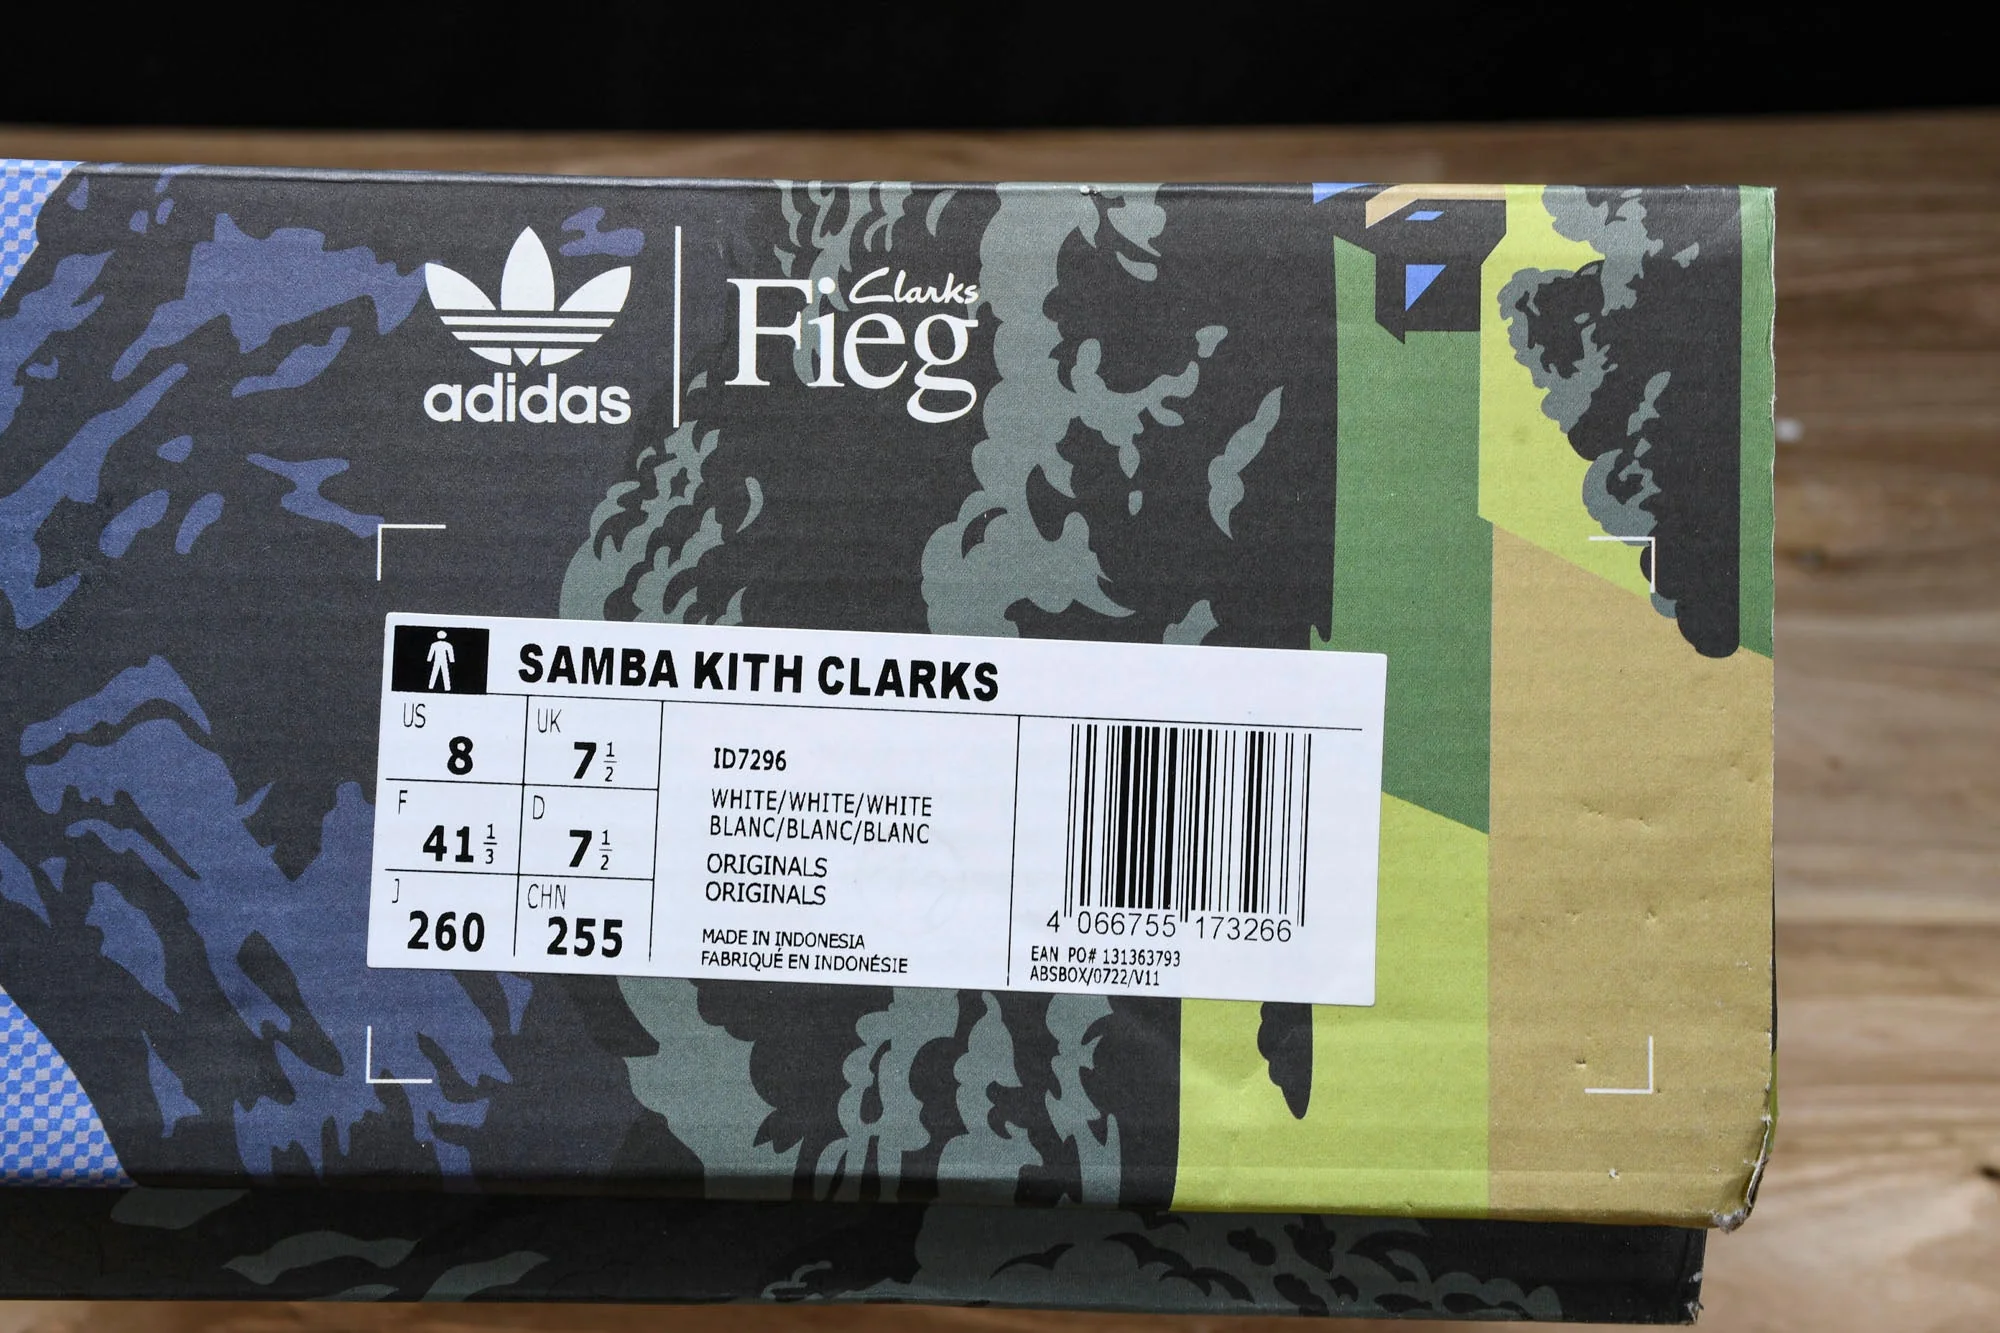 adidas
Clarks
Fieg
SAMBA KITH CLARKS
US
8
UK
7 1/2
F
41 1/3
D
7 1/2
J
260
CHN
255
ID7296
WHITE/WHITE/WHITE
BLANC/BLANC/BLANC
ORIGINALS
ORIGINALS
MADE IN INDONESIA
FABRIQUÉ EN INDONÉSIE
4 066755 173266
EAN PO# 131363793
ABSBOX/0722/V11